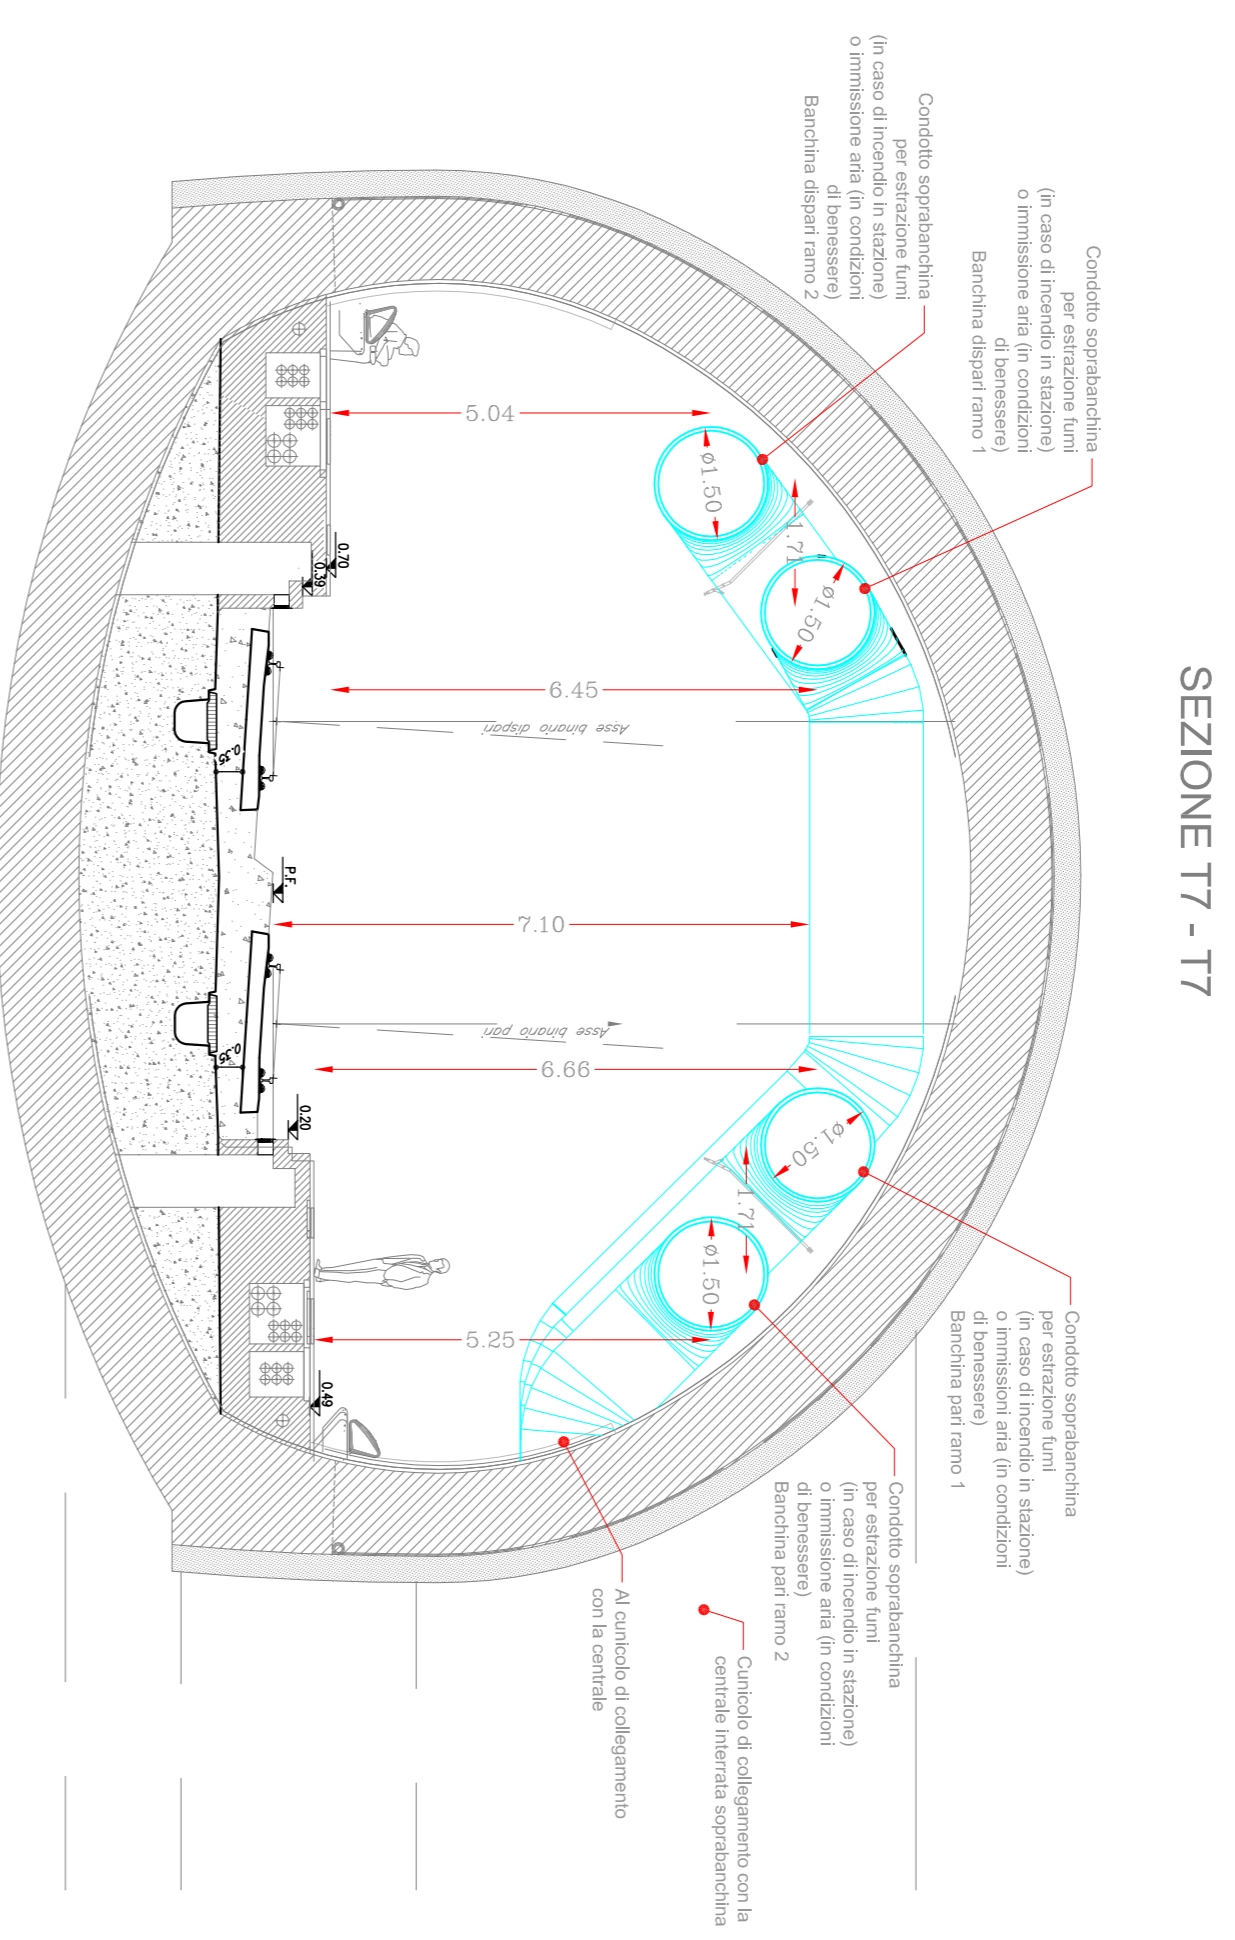 SEZIONE T7 - T7
Condotto soprabanchina
per estrazione fumi
(in caso di incendio in stazione)
o immissione aria (in condizioni
di benessere)
Banchina dispari ramo 2
Condotto soprabanchina
per estrazione fumi
(in caso di incendio in stazione)
o immissione aria (in condizioni
di benessere)
Banchina dispari ramo 1
Condotto soprabanchina
per estrazione fumi
(in caso di incendio in stazione)
o immissioni aria (in condizioni
di benessere)
Banchina pari ramo 1
Condotto soprabanchina
per estrazione fumi
(in caso di incendio in stazione)
o immissione aria (in condizioni
di benessere)
Banchina pari ramo 2
Cunicolo di collegamento con la
centrale interrata soprabanchina
Al cunicolo di collegamento
con la centrale
5.04
ø1.50
1.71
ø1.50
6.45
Asse binario dispari
7.10
Asse binario pari
6.66
ø1.50
1.71
ø1.50
5.25
0.70
0.39
0.35
P.F.
0.35
0.20
0.49